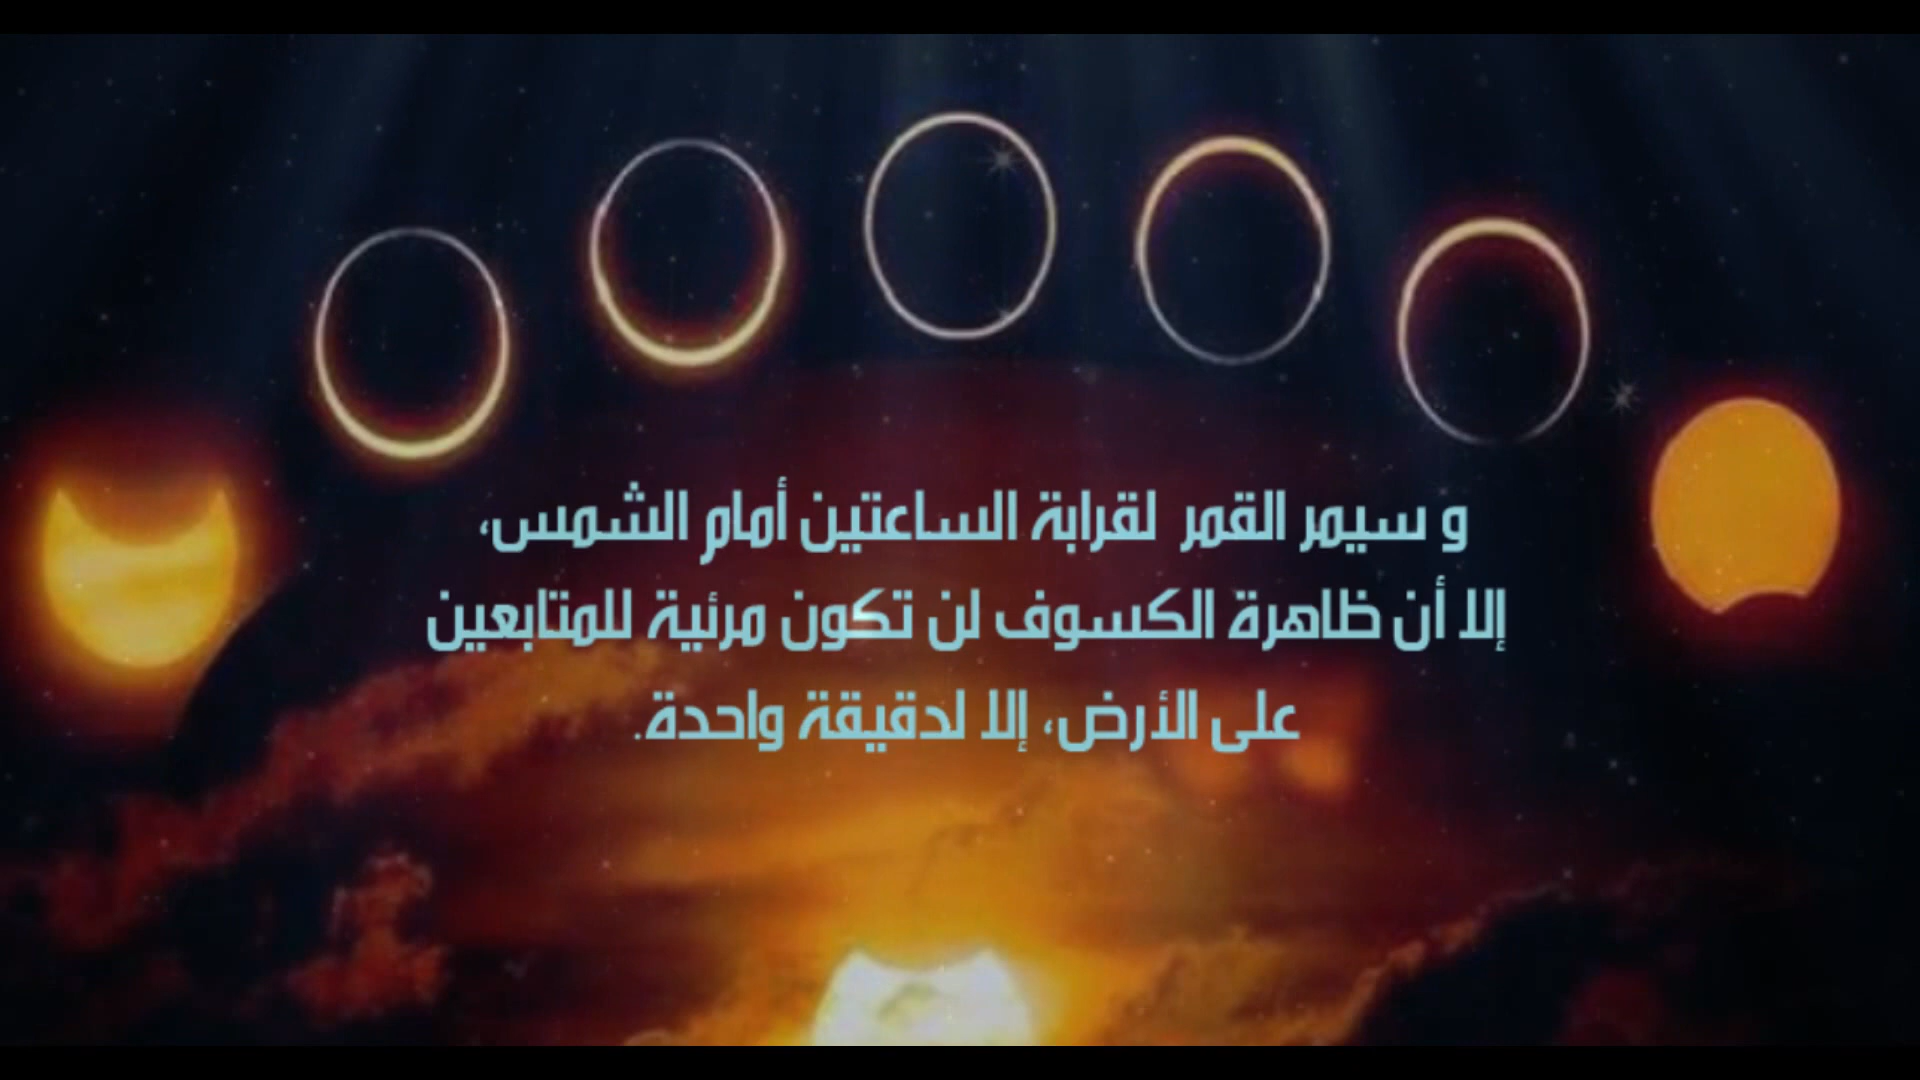 و سيمر القمر لقرابة الساعتين أمام الشمس،
إلا أن ظاهرة الكسوف لن تكون مرئية للمتابعين
على الأرض، إلا لدقيقة واحدة.